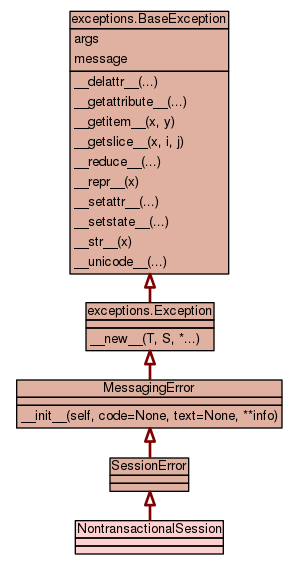 exceptions.BaseException
args
message
__delattr__(...)
__getattribute__(...)
__getitem__(x, y)
__getslice__(x, i, j)
__reduce__(...)
__repr__(x)
__setattr__(...)
__setstate__(...)
__str__(x)
__unicode__(...)
exceptions.Exception
__new__(T, S, *...)
MessagingError
__init__(self, code=None, text=None, **info)
SessionError
NontransactionalSession